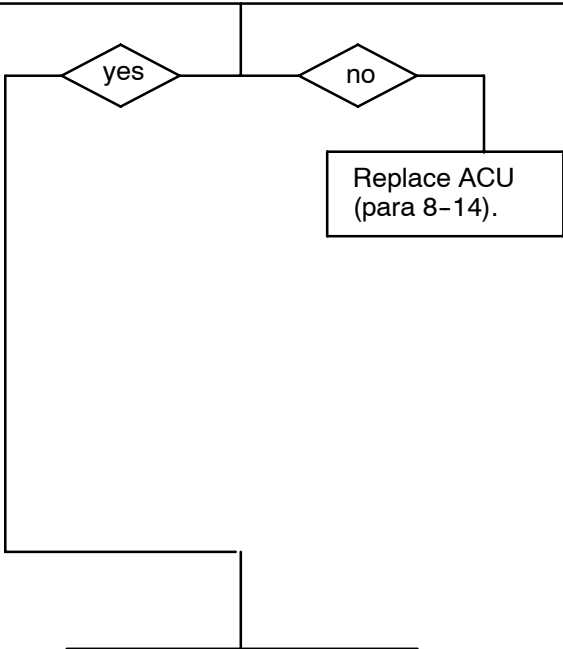 yes
no
Replace ACU
(para 8-14).